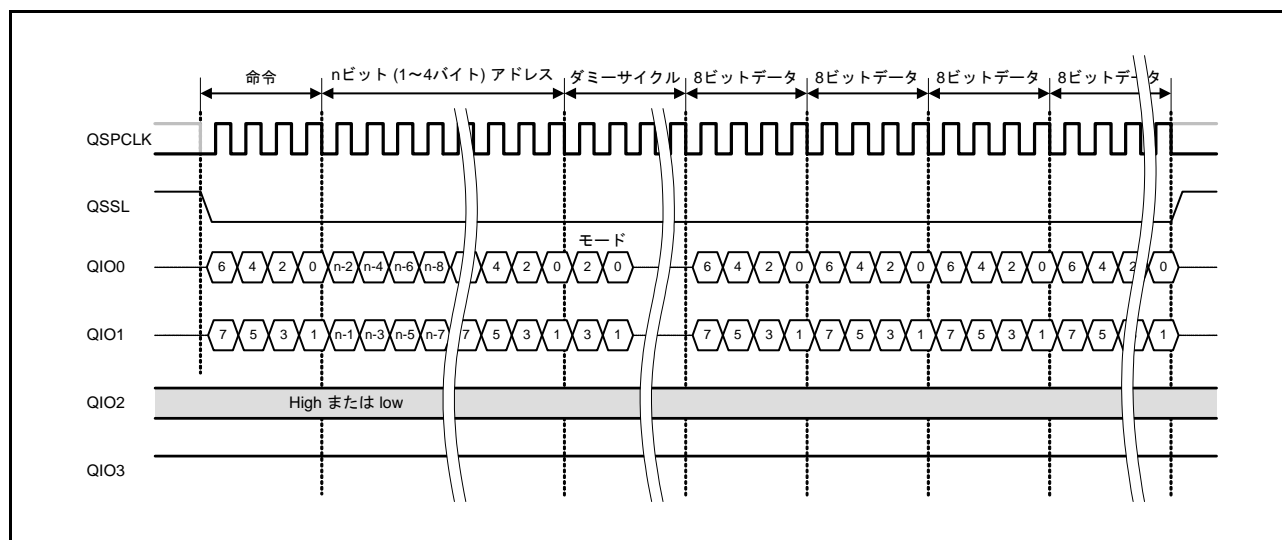 命令 nビット (1～4バイト) アドレス ダミーサイクル 8ビットデータ 8ビットデータ 8ビットデータ 8ビットデータ
QSPCLK
QSSL
モード
QIO0 6 4 2 0 n-2 n-4 n-6 n-8 4 2 0 2 0 6 4 2 0 6 4 2 0 6 4 2 0 6 4 2 0
QIO1 7 5 3 1 n-1 n-3 n-5 n-7 7 5 3 1 3 1 7 5 3 1 7 5 3 1 7 5 3 1 7 5 1
QIO2 High または low
QIO3